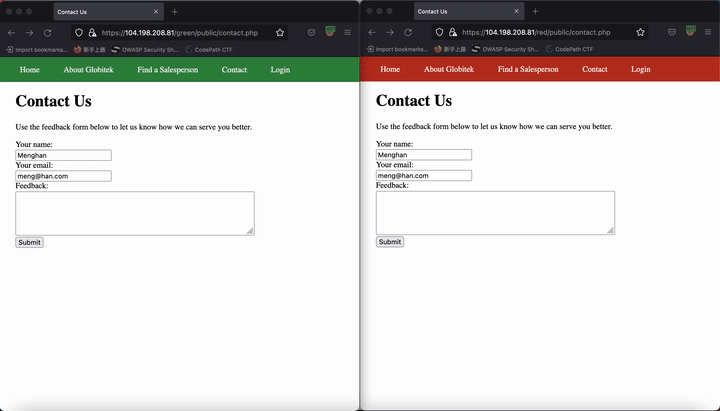 Contact Us
https://104.198.208.81/green/public/contact.php
Import bookmarks... 新手上路 OWASP Security Sh... CodePath CTF
Home About Globitek Find a Salesperson Contact Login
Contact Us
Use the feedback form below to let us know how we can serve you better.
Your name:
Menghan
Your email:
meng@han.com
Feedback:
Submit
Contact Us
https://104.198.208.81/red/public/contact.php
Import bookmarks... 新手上路 OWASP Security Sh... CodePath CTF
Home About Globitek Find a Salesperson Contact Login
Contact Us
Use the feedback form below to let us know how we can serve you better.
Your name:
Menghan
Your email:
meng@han.com
Feedback:
Submit